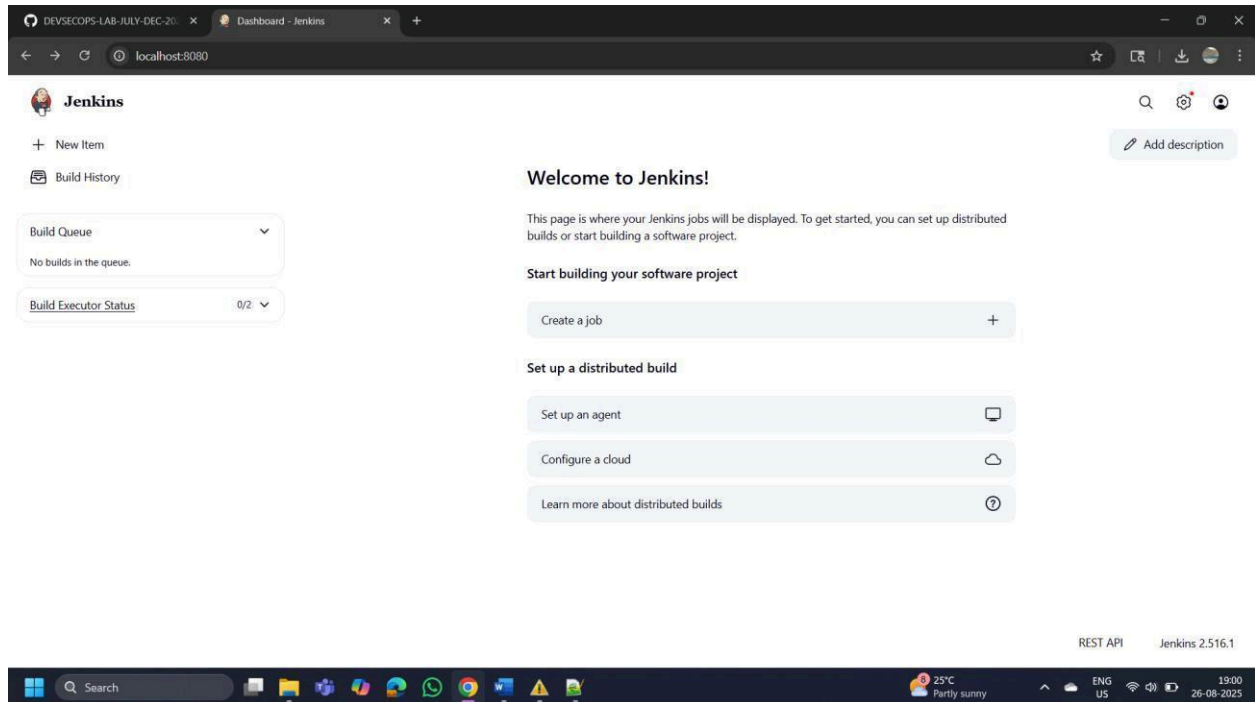 DEVSECOPS-LAB-JULY-DEC-20
Dashboard - Jenkins
localhost:8080
Jenkins
New Item
Add description
Build History
Welcome to Jenkins!
This page is where your Jenkins jobs will be displayed. To get started, you can set up distributed
builds or start building a software project.
Build Queue
No builds in the queue.
Start building your software project
Build Executor Status
0/2
Create a job
Set up a distributed build
Set up an agent
Configure a cloud
Learn more about distributed builds
REST API
Jenkins 2.516.1
Search
8
25°C
Partly sunny
ENG
US
19:00
26-08-2025